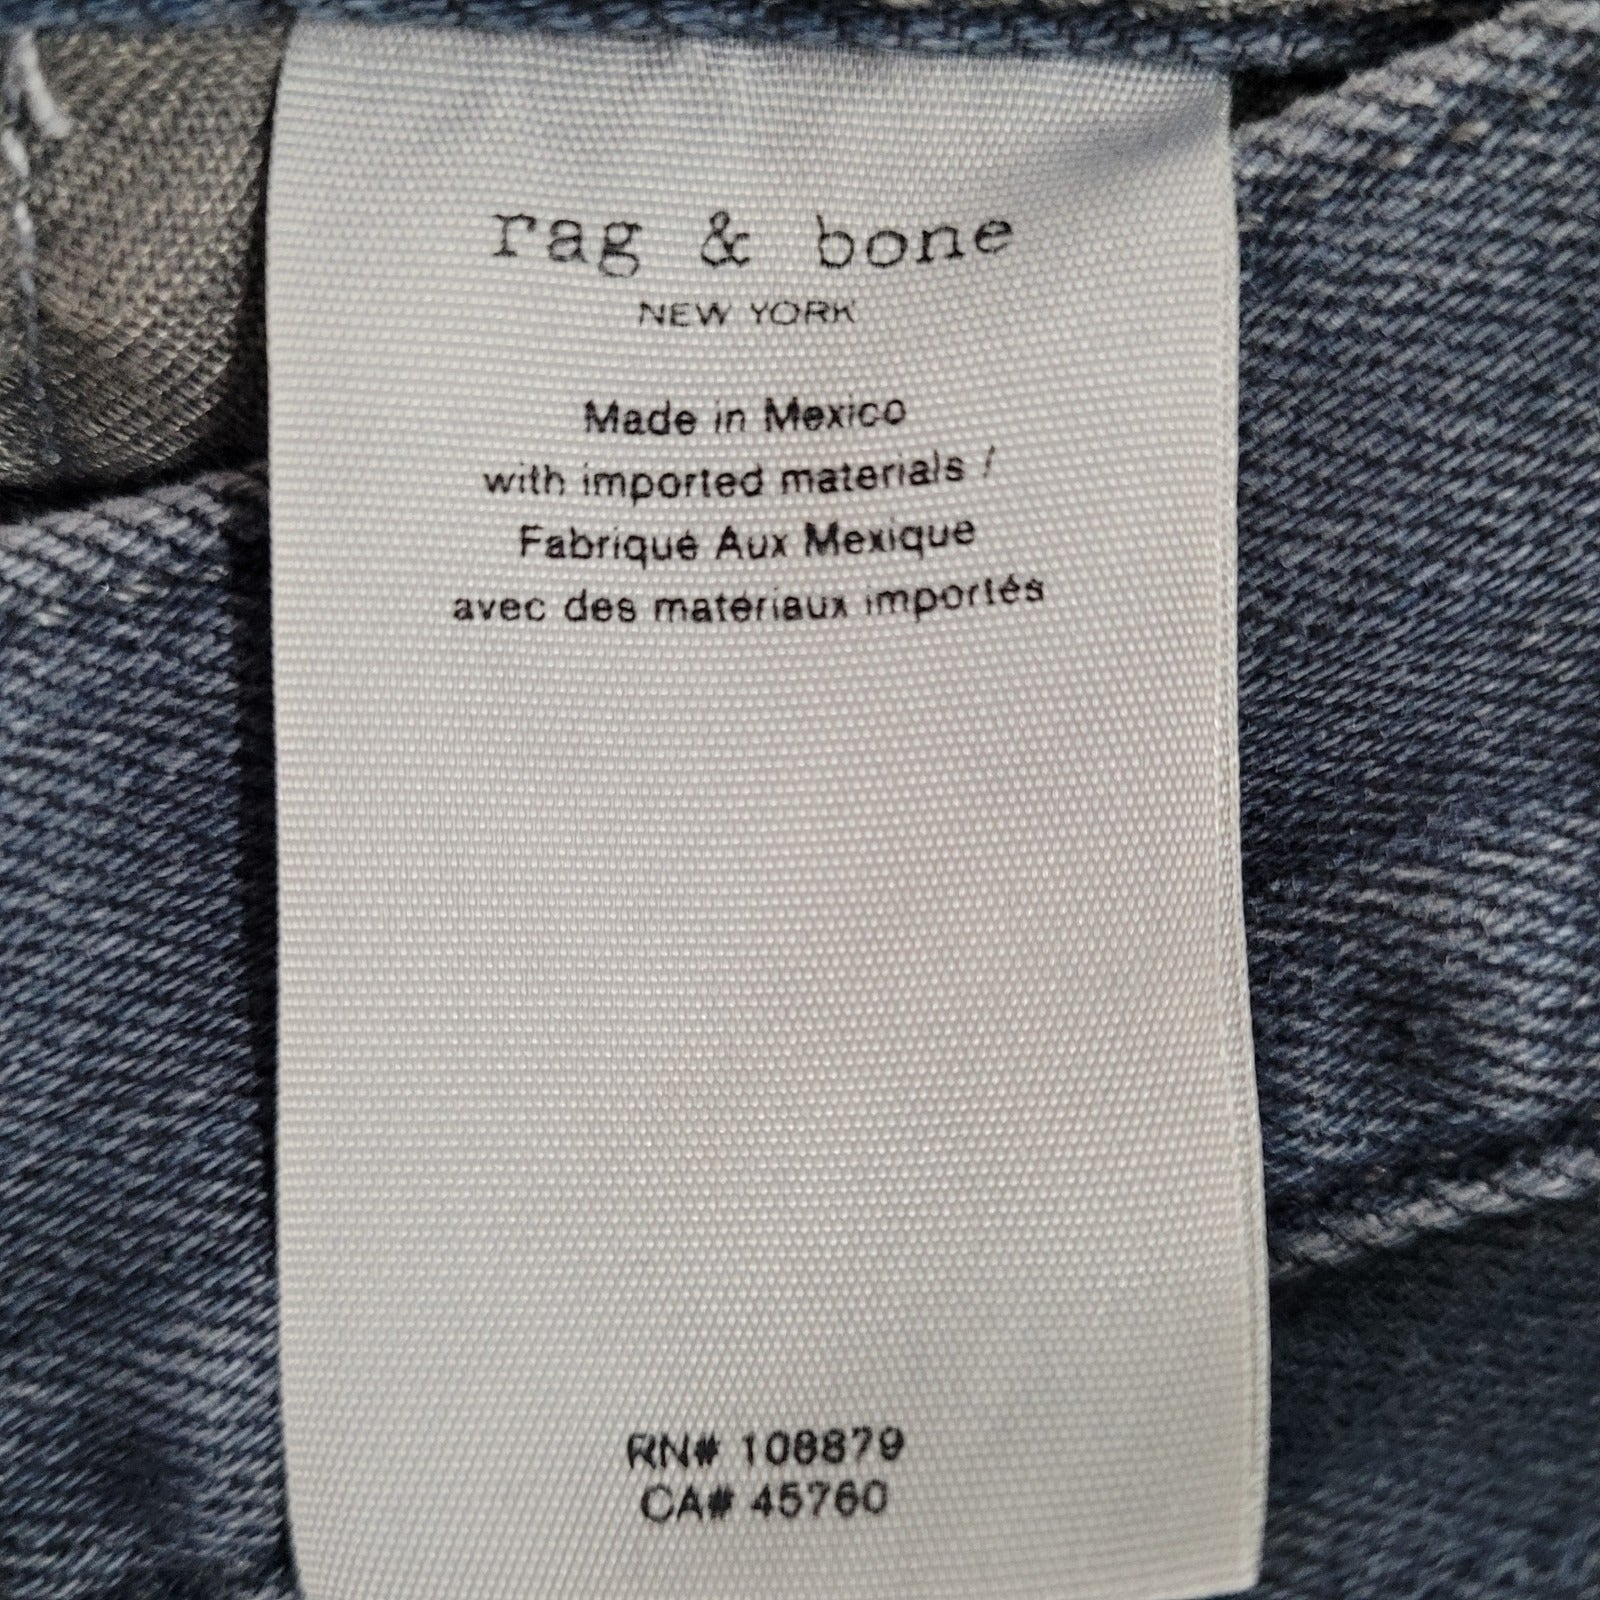 rag & bone
NEW YORK
Made in Mexico
with imported materials /
Fabriqué Aux Mexique
avec des matériaux importés
RN# 108879
CA# 45760